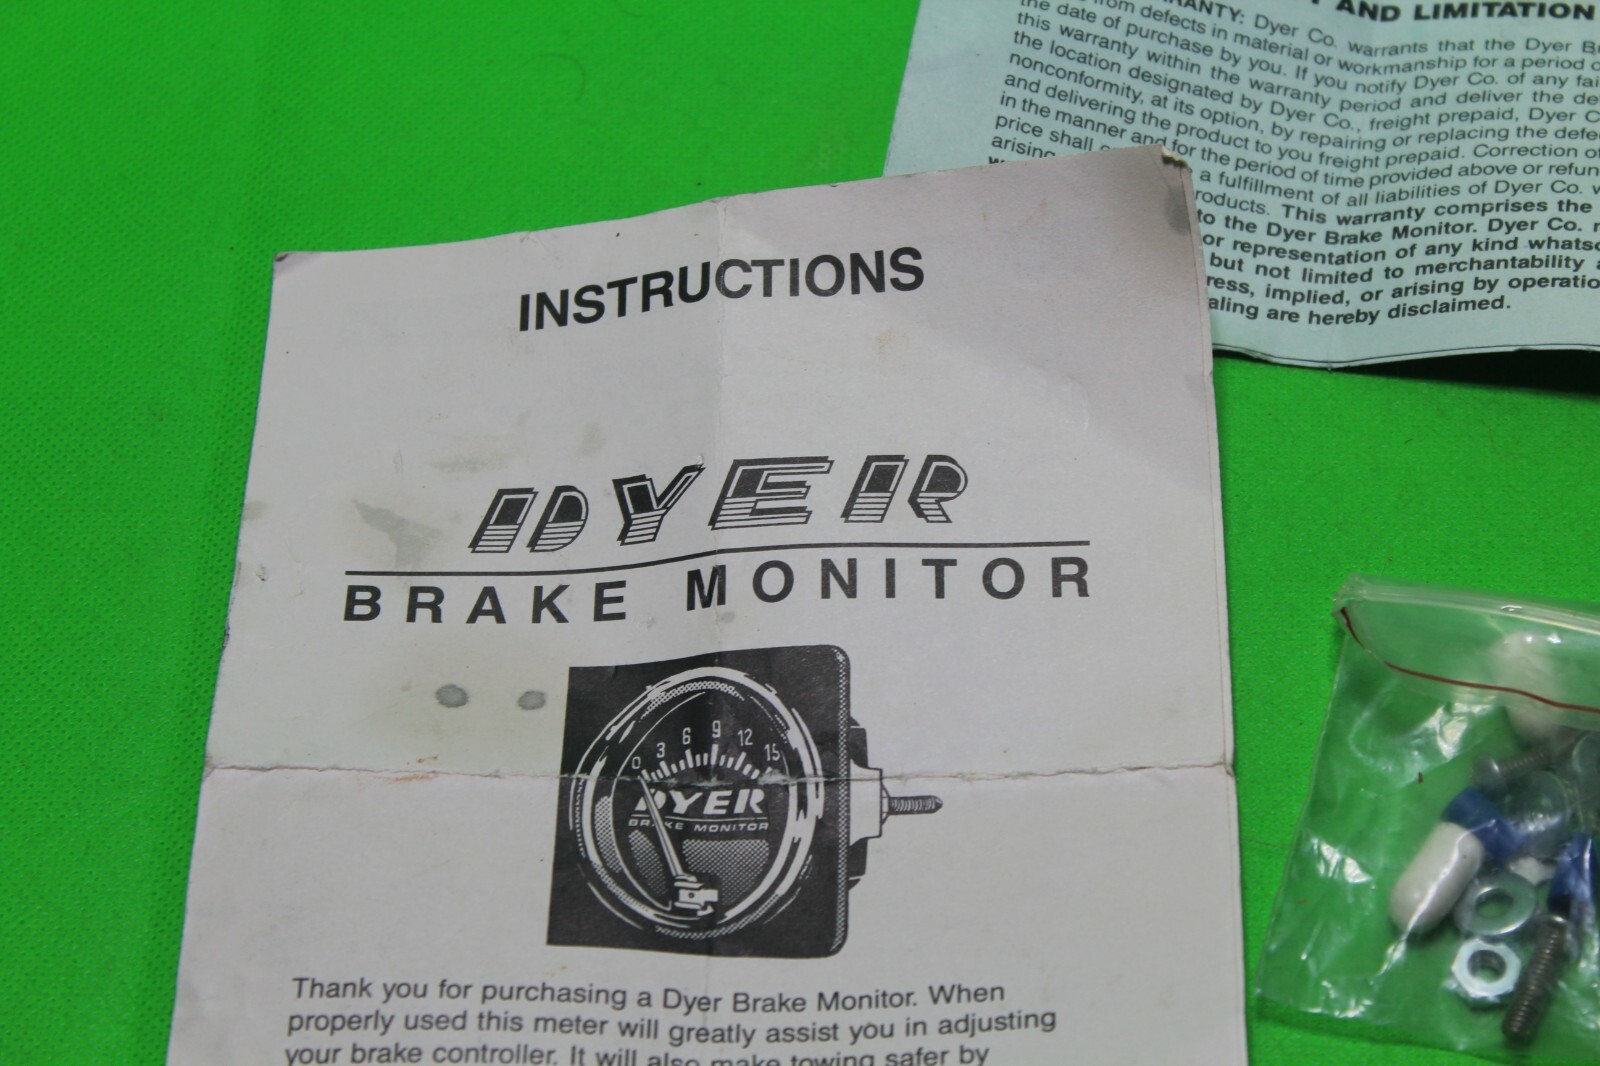 AND LIMITATION
RANTY: Dyer Co. warrants that the Dyer B
from defects in material or workmanship for a period o
the date of purchase by you. If you notify Dyer Co. of any fai
this warranty within the warranty period and deliver the de
the location designated by Dyer Co., freight prepaid, Dyer C
nonconformity, at its option, by repairing or replacing the defe
and delivering the product to you freight prepaid. Correction o
in the manner and for the period of time provided above or refun
price shall a fulfillment of all liabilities of Dyer Co. w
arising roducts. This warranty comprises the
to the Dyer Brake Monitor. Dyer Co.
or representation of any kind whatso
but not limited to merchantability
ress, implied, or arising by operatio
aling are hereby disclaimed.
INSTRUCTIONS
DYER
BRAKE MONITOR
0 3 6 9 12 15
DYER
BRAKE MONITOR
Thank you for purchasing a Dyer Brake Monitor. When
properly used this meter will greatly assist you in adjusting
your brake controller. It will also make towing safer by